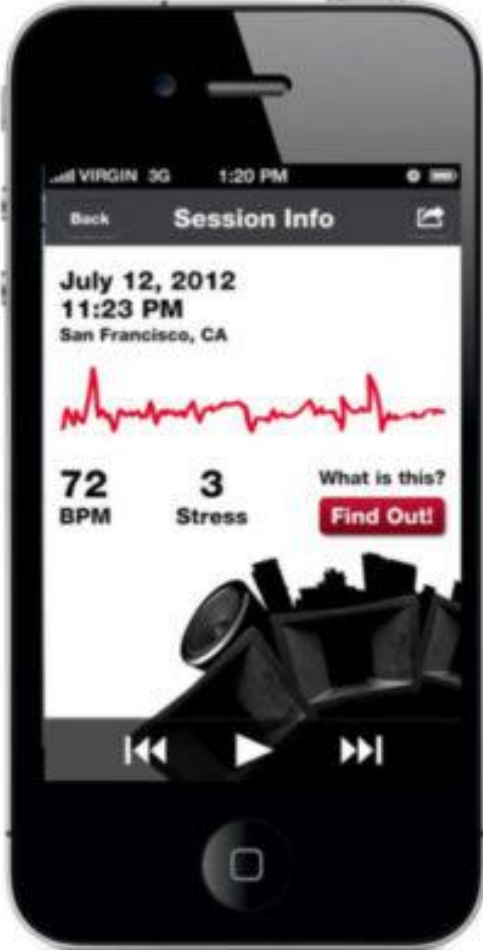 VIRGIN 3G 1:20 PM
Back Session Info
July 12, 2012
11:23 PM
San Francisco, CA
72 3 What is this?
BPM Stress Find Out!